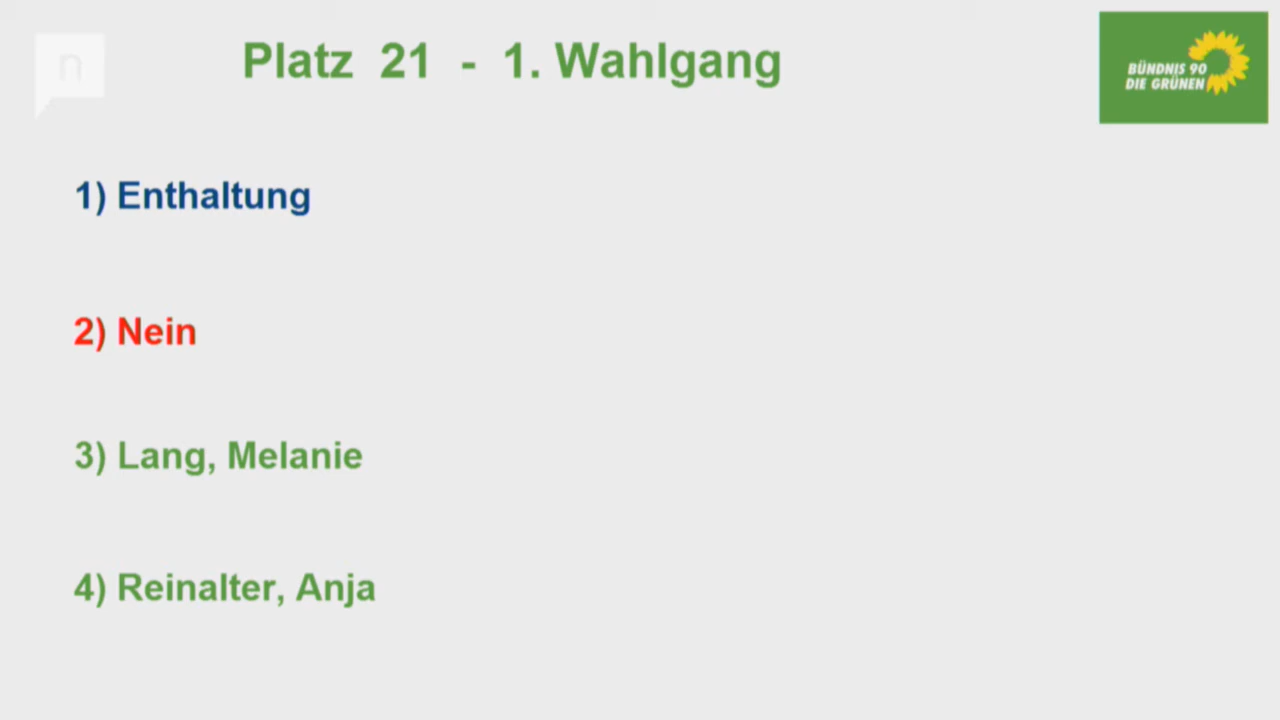 Platz 21 - 1. Wahlgang
n
BÜNDNIS 90
DIE GRÜNEN
1) Enthaltung
2) Nein
3) Lang, Melanie
4) Reinalter, Anja